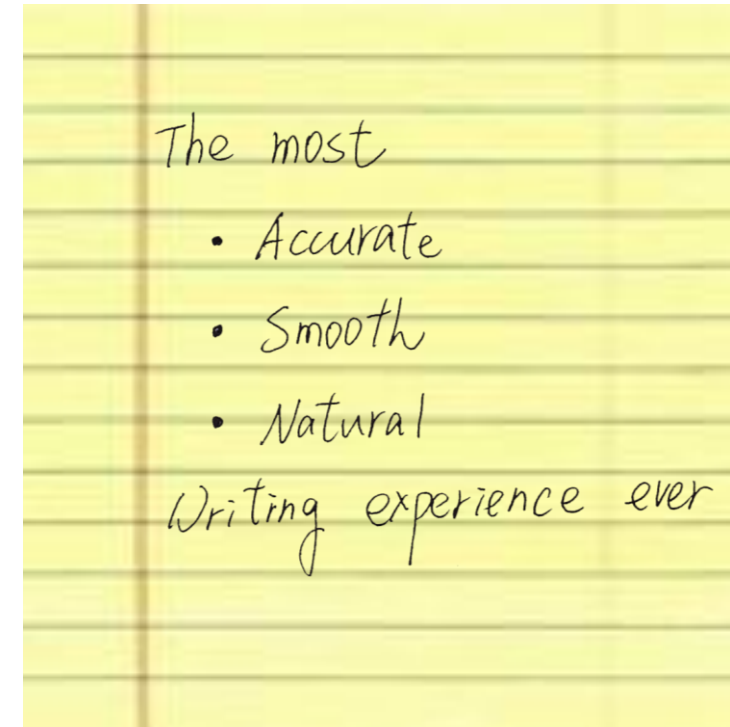 The most
• Accurate
• Smooth
• Natural
Writing experience ever